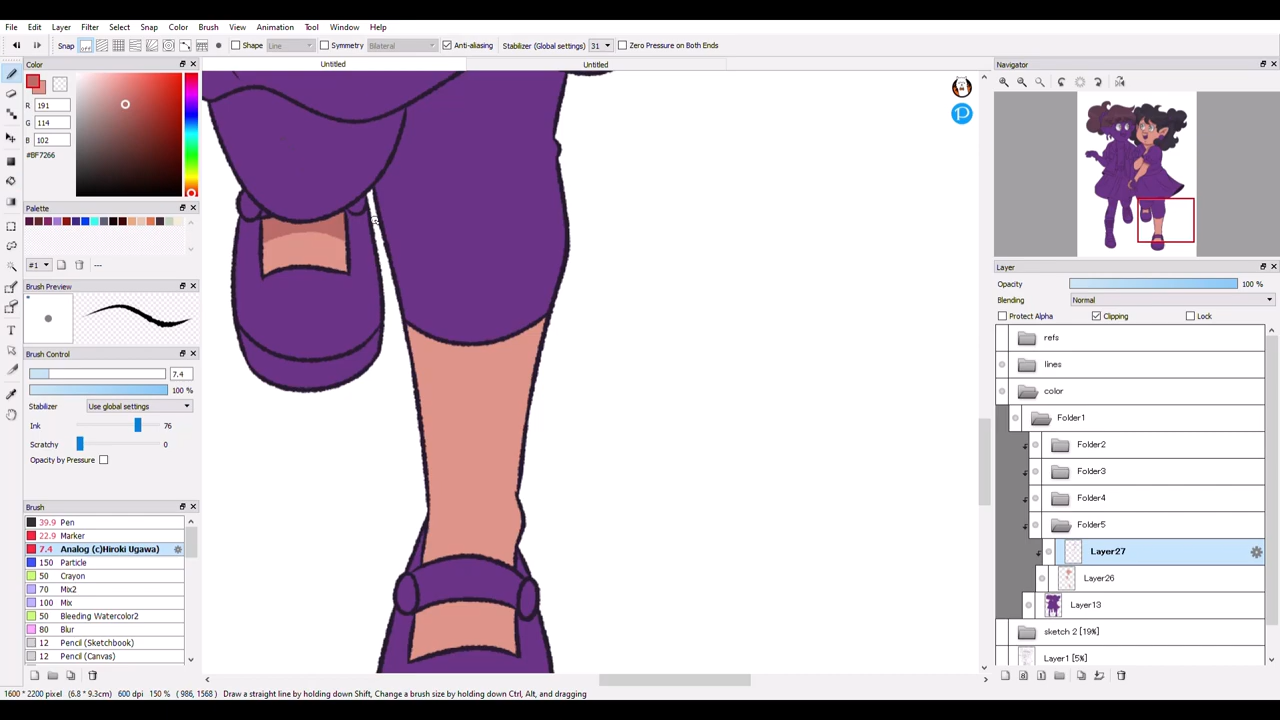 File Edit Layer Filter Select Snap Color Brush View Animation Tool Window Help
Snap Shape Line Symmetry Bilateral Anti-aliasing Stabilizer (Global settings) 31 Zero Pressure on Both Ends
Color
Untitled Untitled
Navigator
R 191
G 114
B 102
#BF7266
Palette
#1 ---
Brush Preview
Brush Control
7.4
100 %
Stabilizer Use global settings
Ink 76
Scratchy 0
Opacity by Pressure
Brush
39.9 Pen
22.9 Marker
7.4 Analog (c)Hiroki Ugawa)
150 Particle
50 Crayon
70 Mix2
100 Mix
50 Bleeding Watercolor2
80 Blur
12 Pencil (Sketchbook)
12 Pencil (Canvas)
Layer
Opacity 100 %
Blending Normal
Protect Alpha Clipping Lock
refs
lines
color
Folder1
Folder2
Folder3
Folder4
Folder5
Layer27
Layer26
Layer13
sketch 2 [19%]
Layer1 [5%]
1600 * 2200 pixel (6.8 * 9.3cm) 600 dpi 150 % ( 986, 1568 ) Draw a straight line by holding down Shift, Change a brush size by holding down Ctrl, Alt, and dragging